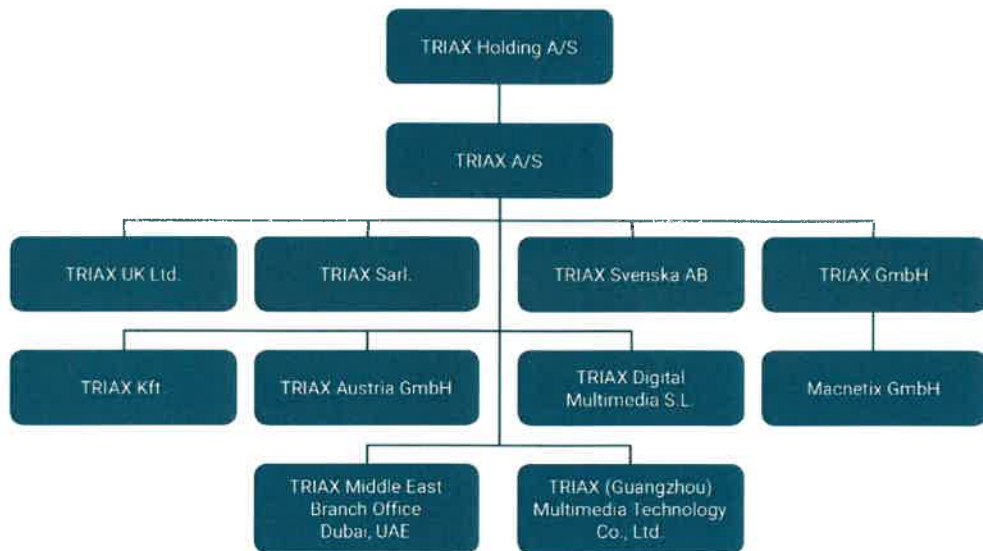 TRIAX Holding A/S
TRIAX A/S
TRIAX UK Ltd.
TRIAX Sarl.
TRIAX Svenska AB
TRIAX GmbH
TRIAX Kft
TRIAX Austria GmbH
TRIAX Digital
Multimedia S.L.
Macnetix GmbH
TRIAX Middle East
Branch Office
Dubai, UAE
TRIAX (Guangzhou)
Multimedia Technology
Co., Ltd.